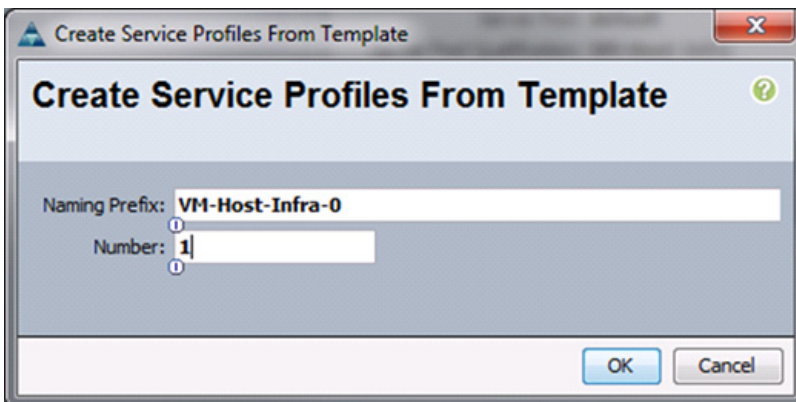 Create Service Profiles From Template
Create Service Profiles From Template
Naming Prefix: VM-Host-Infra-0
Number: 1
OK Cancel